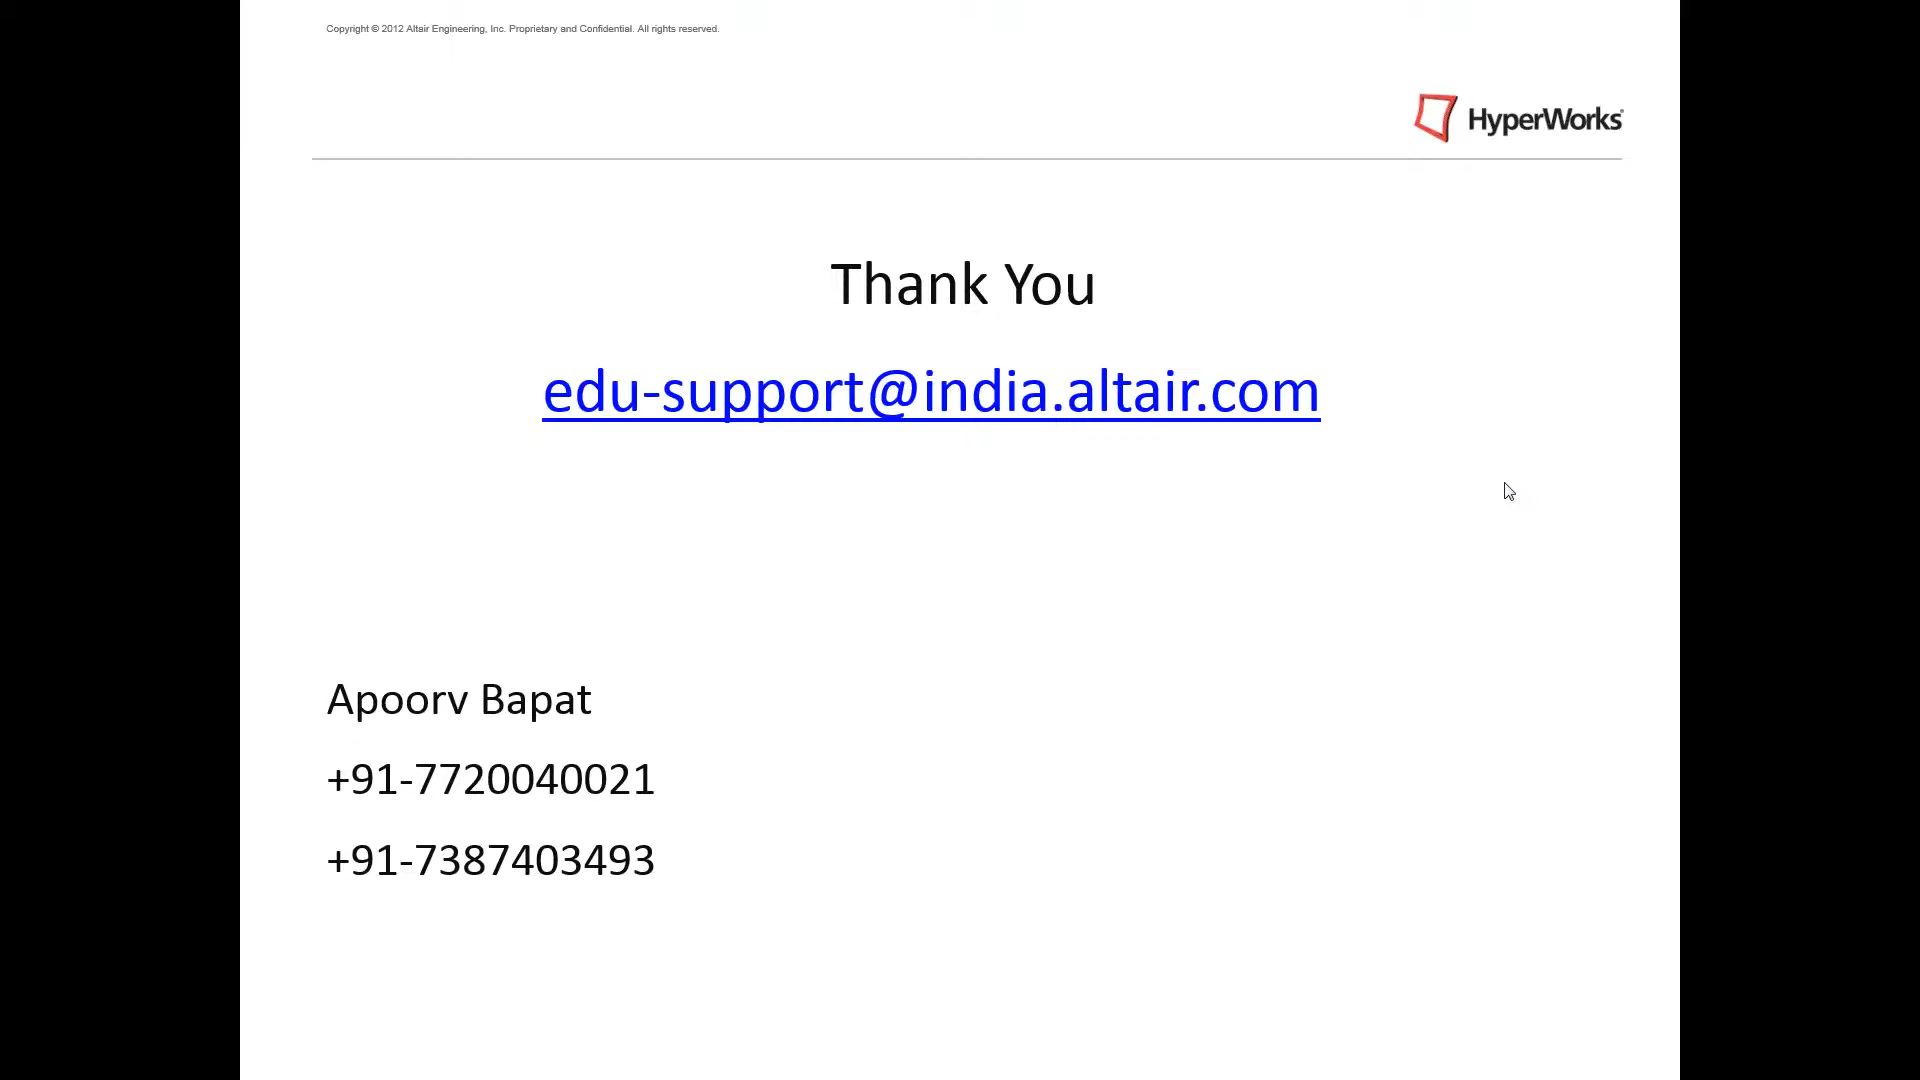 Copyright © 2012 Altair Engineering, Inc. Proprietary and Confidential. All rights reserved.
HyperWorks
Thank You
edu-support@india.altair.com
Apoorv Bapat
+91-7720040021
+91-7387403493